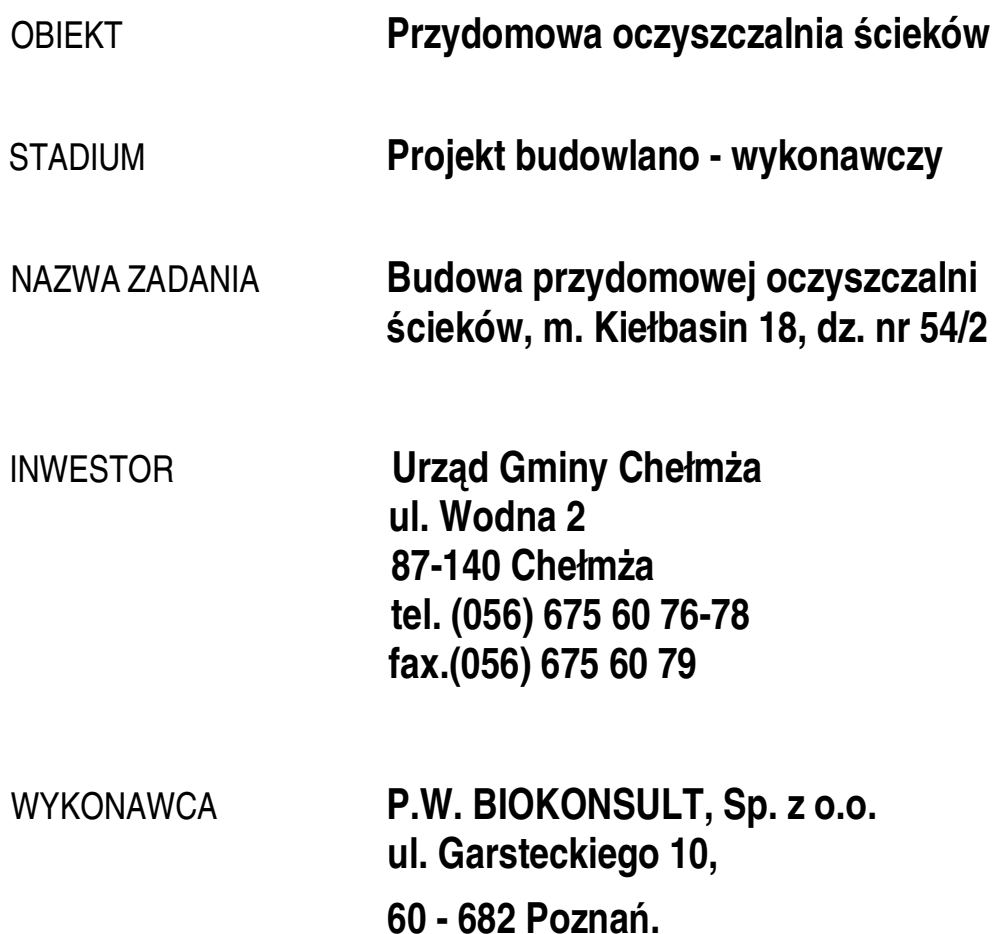 OBIEKT Przydomowa oczyszczalnia ścieków
STADIUM Projekt budowlano - wykonawczy
NAZWA ZADANIA Budowa przydomowej oczyszczalni
ścieków, m. Kiełbasin 18, dz. nr 54/2
INWESTOR Urząd Gminy Chełmża
ul. Wodna 2
87-140 Chełmża
tel. (056) 675 60 76-78
fax.(056) 675 60 79
WYKONAWCA P.W. BIOKONSULT, Sp. z o.o.
ul. Garsteckiego 10,
60 - 682 Poznań.